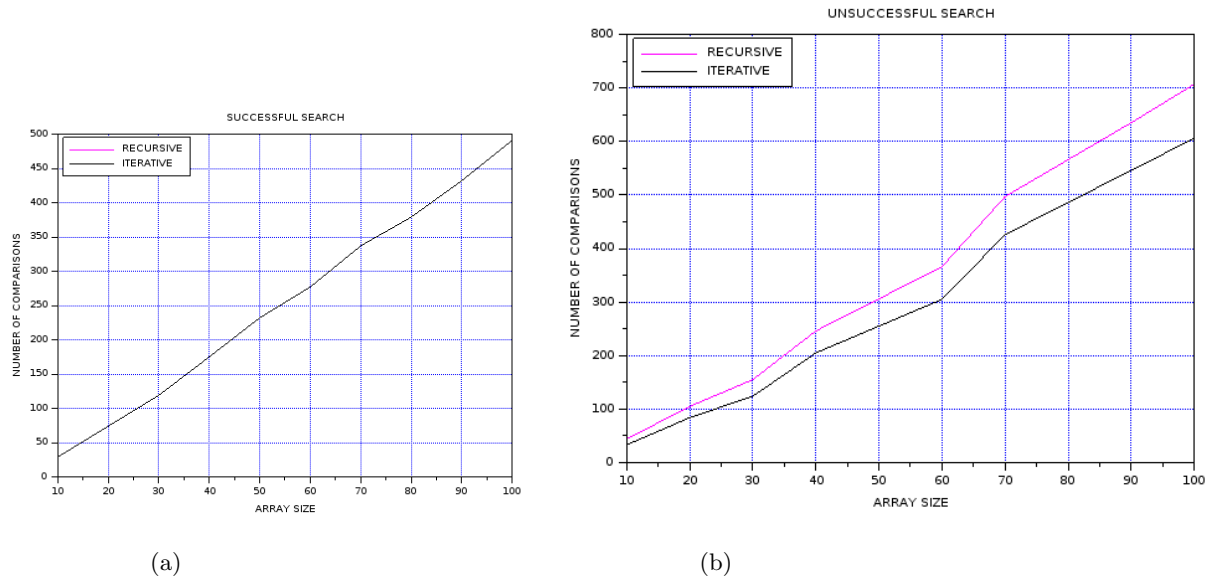 SUCCESSFUL SEARCH
RECURSIVE
ITERATIVE
NUMBER OF COMPARISONS
500
450
400
350
300
250
200
150
100
50
0
10 20 30 40 50 60 70 80 90 100
ARRAY SIZE
(a)
UNSUCCESSFUL SEARCH
RECURSIVE
ITERATIVE
NUMBER OF COMPARISONS
800
700
600
500
400
300
200
100
0
10 20 30 40 50 60 70 80 90 100
ARRAY SIZE
(b)